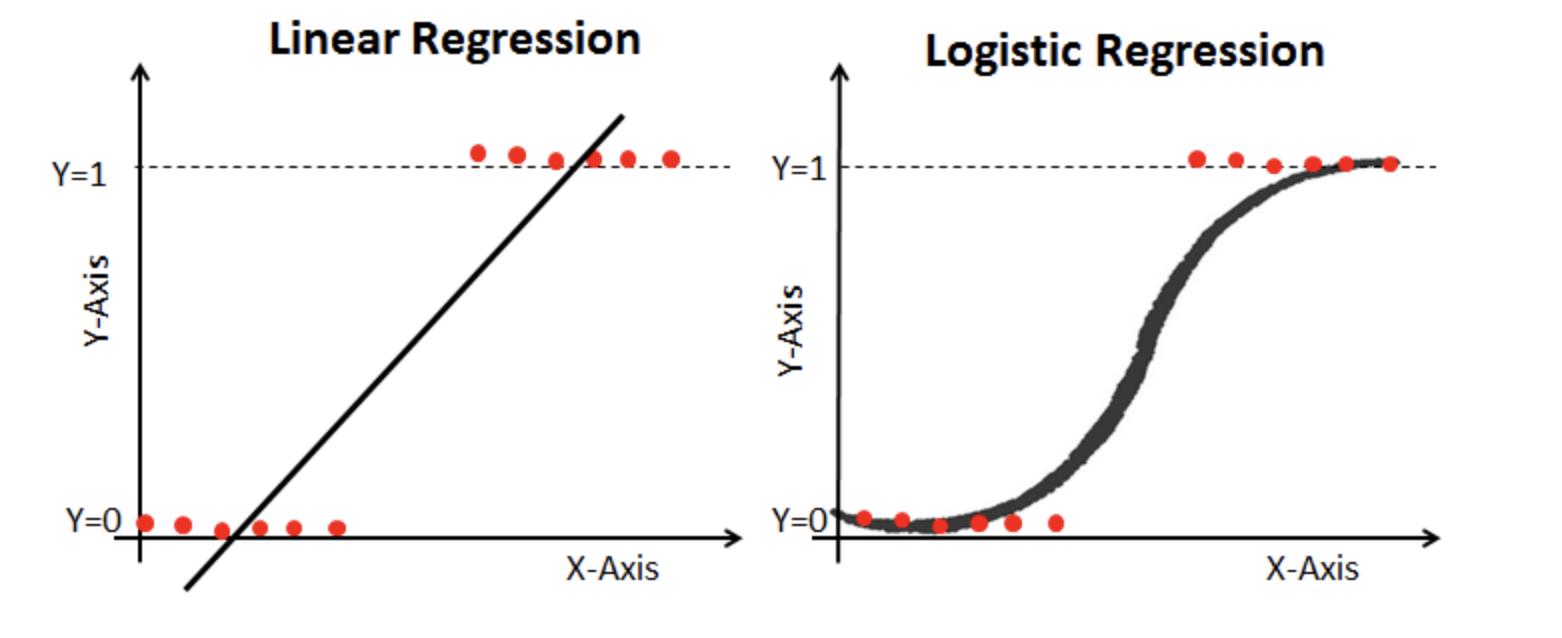 Linear Regression
Y=1
Y-Axis
Y=0
X-Axis
Logistic Regression
Y=1
Y-Axis
Y=0
X-Axis